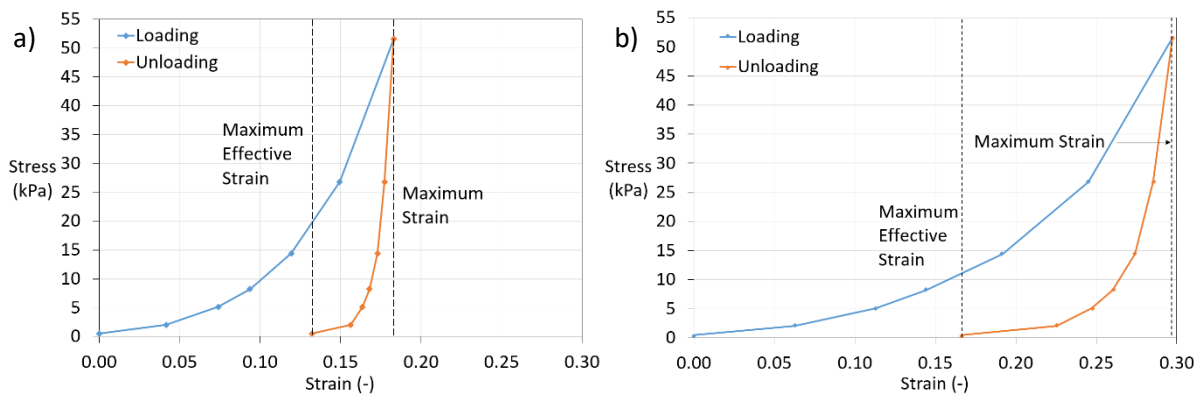 a)
Loading
Unloading
Maximum
Effective
Strain
Maximum
Strain
Stress
(kPa)
55
50
45
40
35
30
25
20
15
10
5
0
0.00 0.05 0.10 0.15 0.20 0.25 0.30
Strain (-)
b)
Loading
Unloading
Maximum Strain
Maximum
Effective
Strain
Stress
(kPa)
55
50
45
40
35
30
25
20
15
10
5
0
0.00 0.05 0.10 0.15 0.20 0.25 0.30
Strain (-)